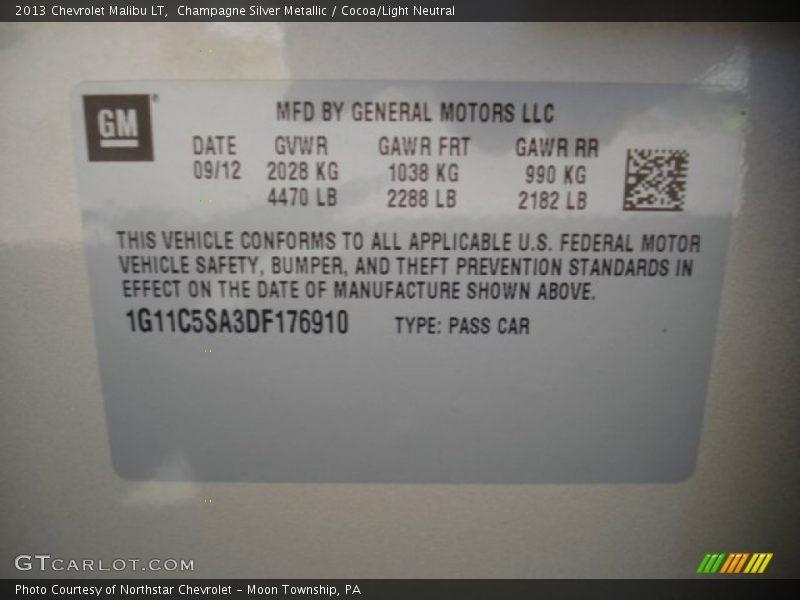 2013 Chevrolet Malibu LT,  Champagne Silver Metallic / Cocoa/Light Neutral
GM®
MFD BY GENERAL MOTORS LLC
DATE GVWR GAWR FRT GAWR RR
09/12 2028 KG 1038 KG 990 KG
4470 LB 2288 LB 2182 LB
THIS VEHICLE CONFORMS TO ALL APPLICABLE U.S. FEDERAL MOTOR
VEHICLE SAFETY, BUMPER, AND THEFT PREVENTION STANDARDS IN
EFFECT ON THE DATE OF MANUFACTURE SHOWN ABOVE.
1G11C5SA3DF176910 TYPE: PASS CAR
GTCARLOT.COM
Photo Courtesy of Northstar Chevrolet - Moon Township, PA